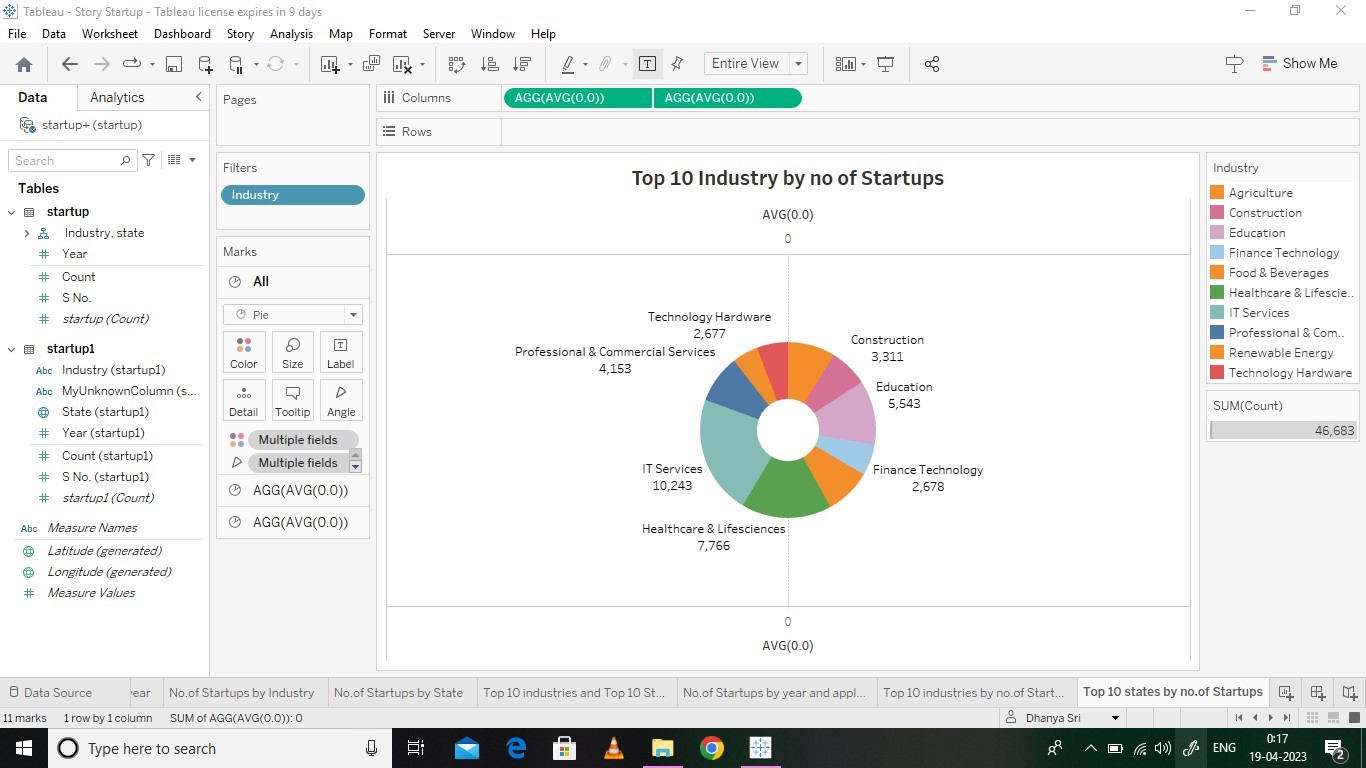 Tableau - Story Startup - Tableau license expires in 9 days
File Data Worksheet Dashboard Story Analysis Map Format Server Window Help
Entire View
Show Me
Data Analytics
startup+ (startup)
Search
Tables
startup
Industry, state
Year
Count
S No.
startup (Count)
startup1
Abc Industry (startup1)
Abc MyUnknownColumn (s...
State (startup1)
Year (startup1)
Count (startup1)
S No. (startup1)
startup1 (Count)
Abc Measure Names
Latitude (generated)
Longitude (generated)
Measure Values
Pages
Filters
Industry
Marks
All
Pie
Color Size Label
Detail Tooltip Angle
Multiple fields
Multiple fields
AGG(AVG(0.0))
AGG(AVG(0.0))
Columns AGG(AVG(0.0)) AGG(AVG(0.0))
Rows
Top 10 Industry by no of Startups
AVG(0.0)
0
Technology Hardware
2,677
Professional & Commercial Services
4,153
Construction
3,311
Education
5,543
IT Services
10,243
Finance Technology
2,678
Healthcare & Lifesciences
7,766
0
AVG(0.0)
Industry
Agriculture
Construction
Education
Finance Technology
Food & Beverages
Healthcare & Lifescie..
IT Services
Professional & Com..
Renewable Energy
Technology Hardware
SUM(Count)
46,683
Data Source year No.of Startups by Industry No.of Startups by State Top 10 industries and Top 10 St... No.of Startups by year and appl... Top 10 industries by no.of Start... Top 10 states by no.of Startups
11 marks 1 row by 1 column SUM of AGG(AVG(0.0)): 0 Dhanya Sri
Type here to search
ENG
0:17
19-04-2023
2